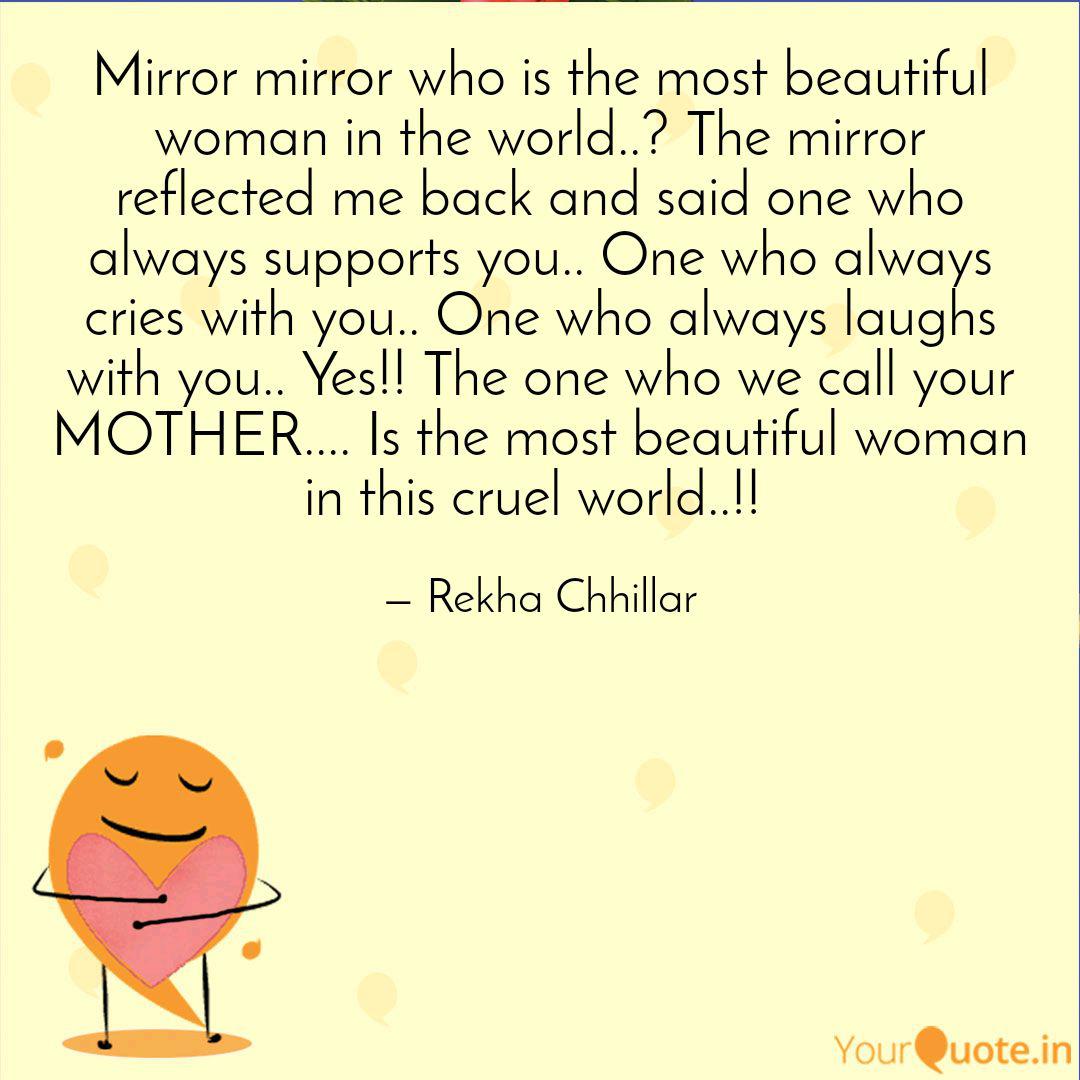 Mirror mirror who is the most beautiful
woman in the world..? The mirror
reflected me back and said one who
always supports you.. One who always
cries with you.. One who always laughs
with you.. Yes!! The one who we call your
MOTHER.... Is the most beautiful woman
in this cruel world..!!
– Rekha Chhillar
YourQuote.in